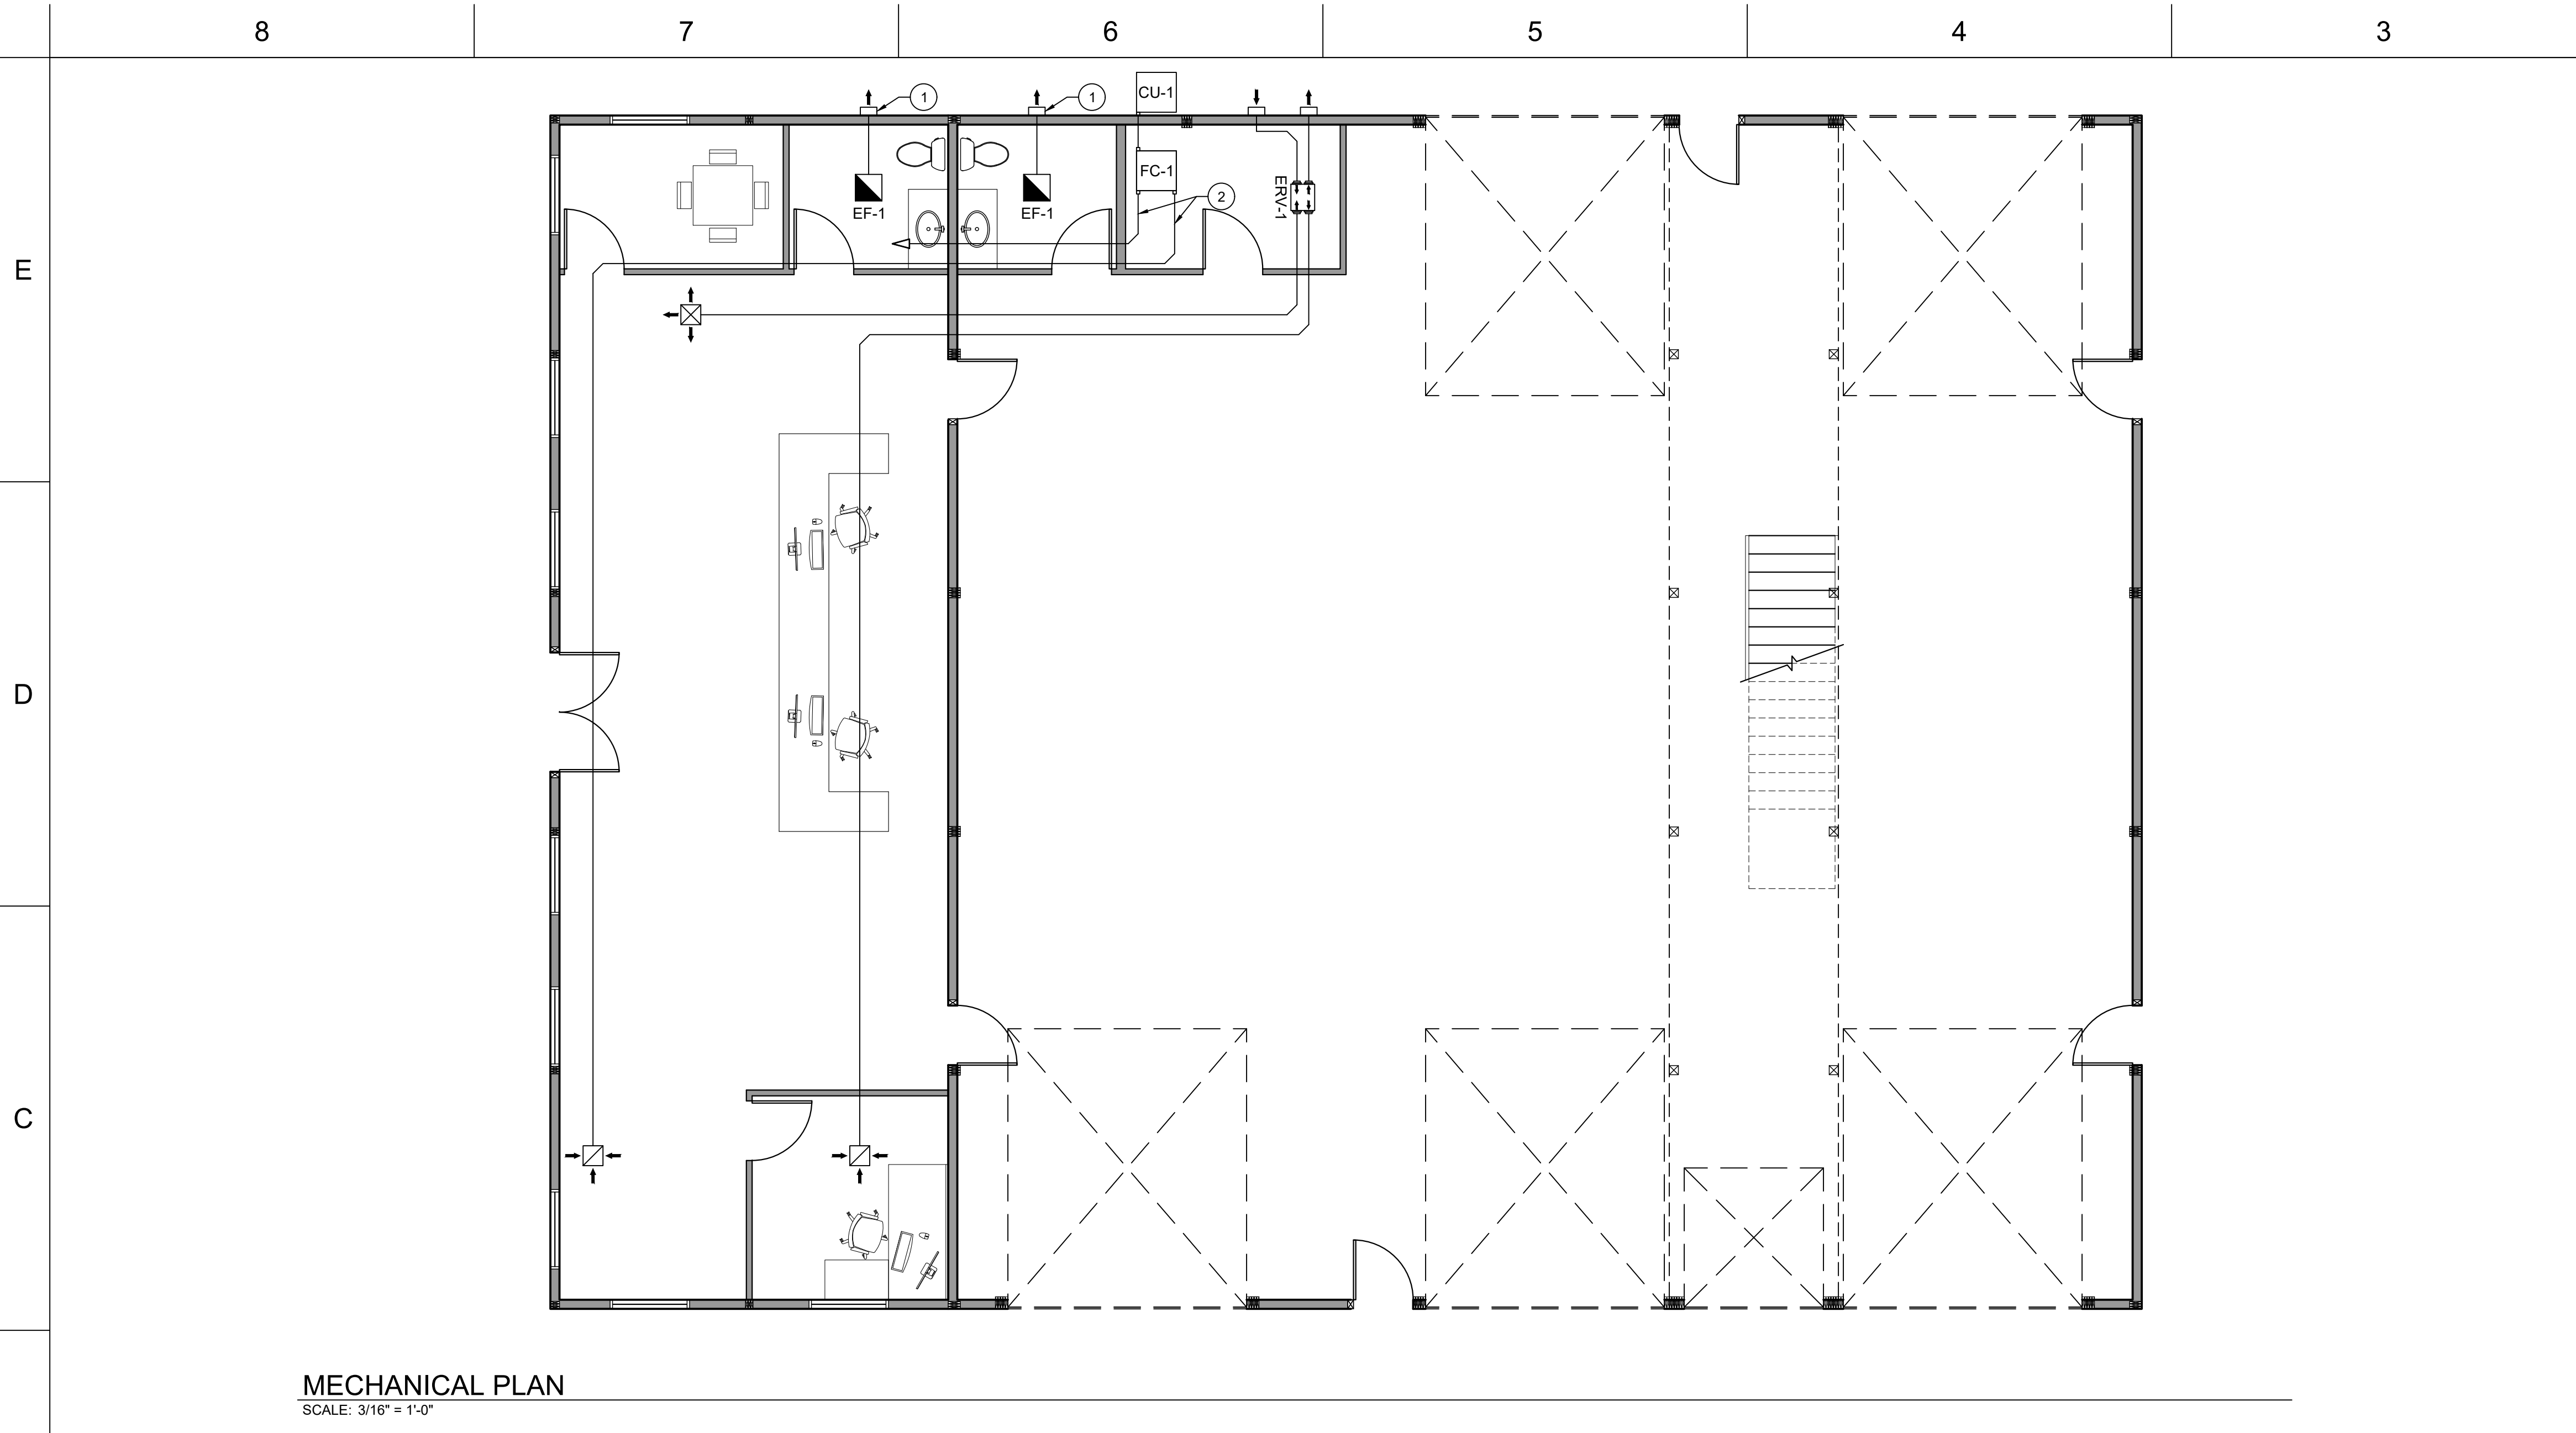 8 7 6 5 4 3
1 1 CU-1
FC-1
EF-1 EF-1 2 ERV-1
E
D
C
MECHANICAL PLAN
SCALE: 3/16" = 1'-0"